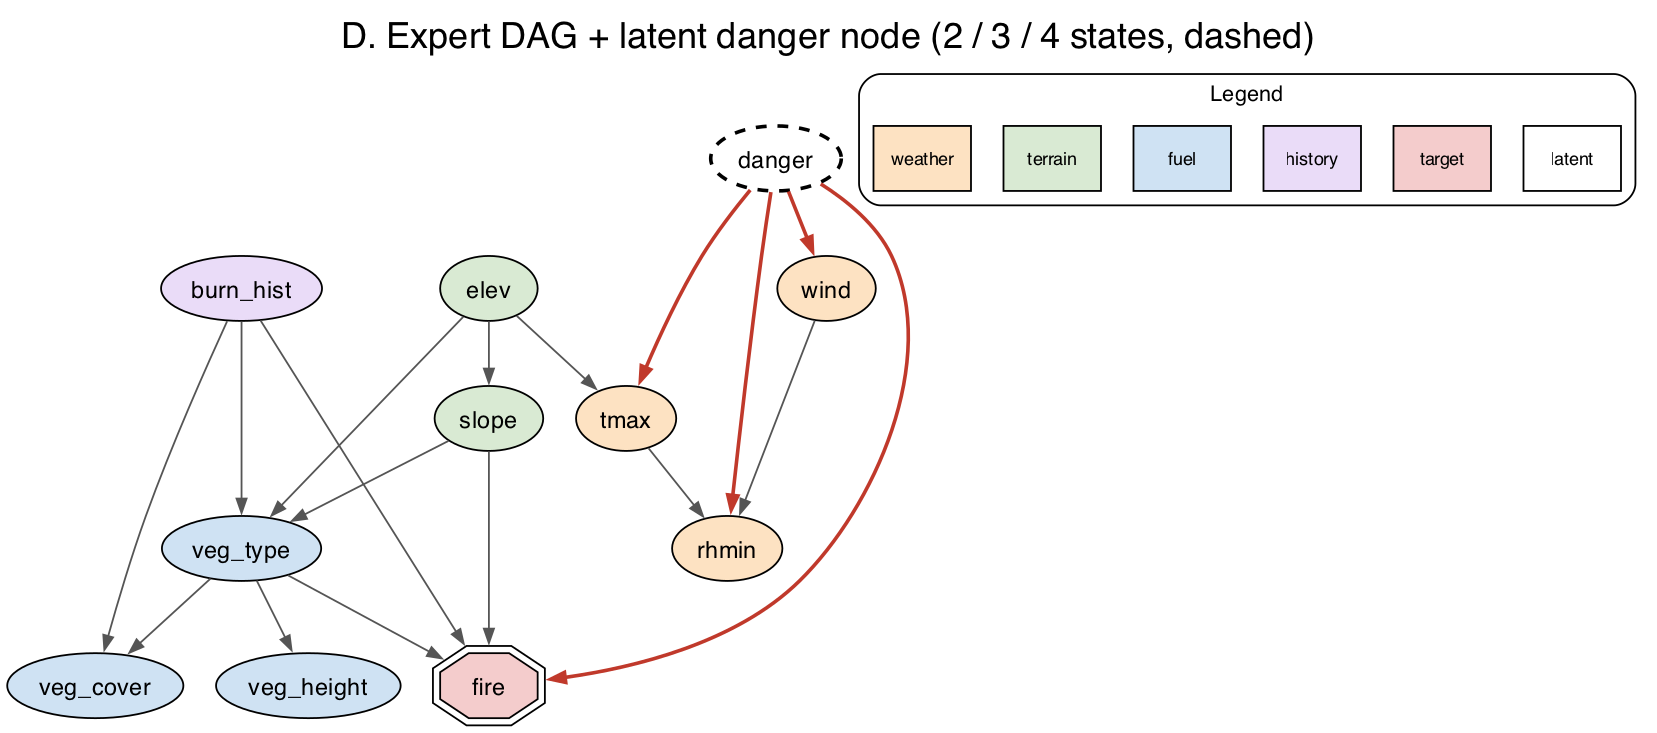 D. Expert DAG + latent danger node (2 / 3 / 4 states, dashed)
Legend
weather
terrain
fuel
history
target
latent
danger
burn_hist
elev
wind
slope
tmax
veg_type
rhmin
veg_cover
veg_height
fire